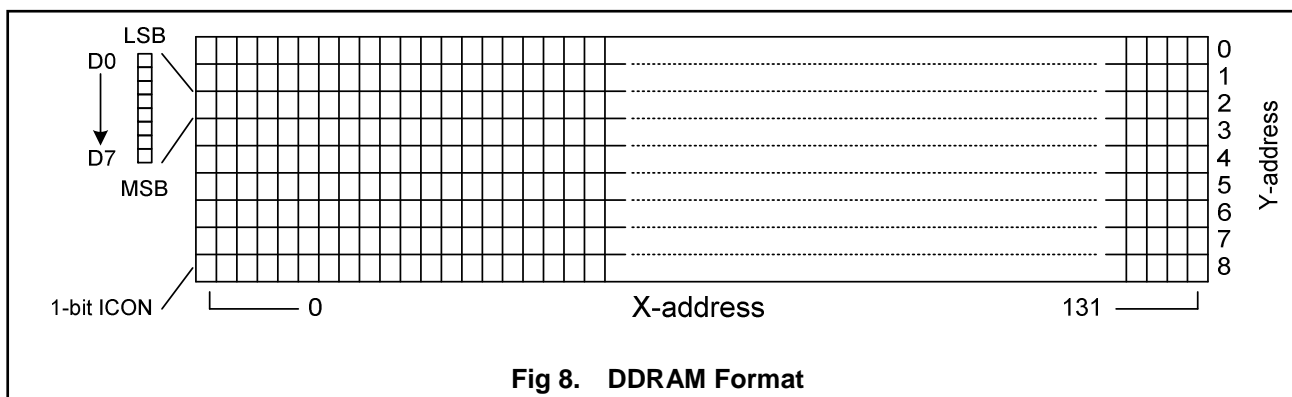 LSB
D0
D7
MSB
1-bit ICON
0
1
2
3
4
5
6
7
8
Y-address
0 X-address 131
Fig 8. DDRAM Format